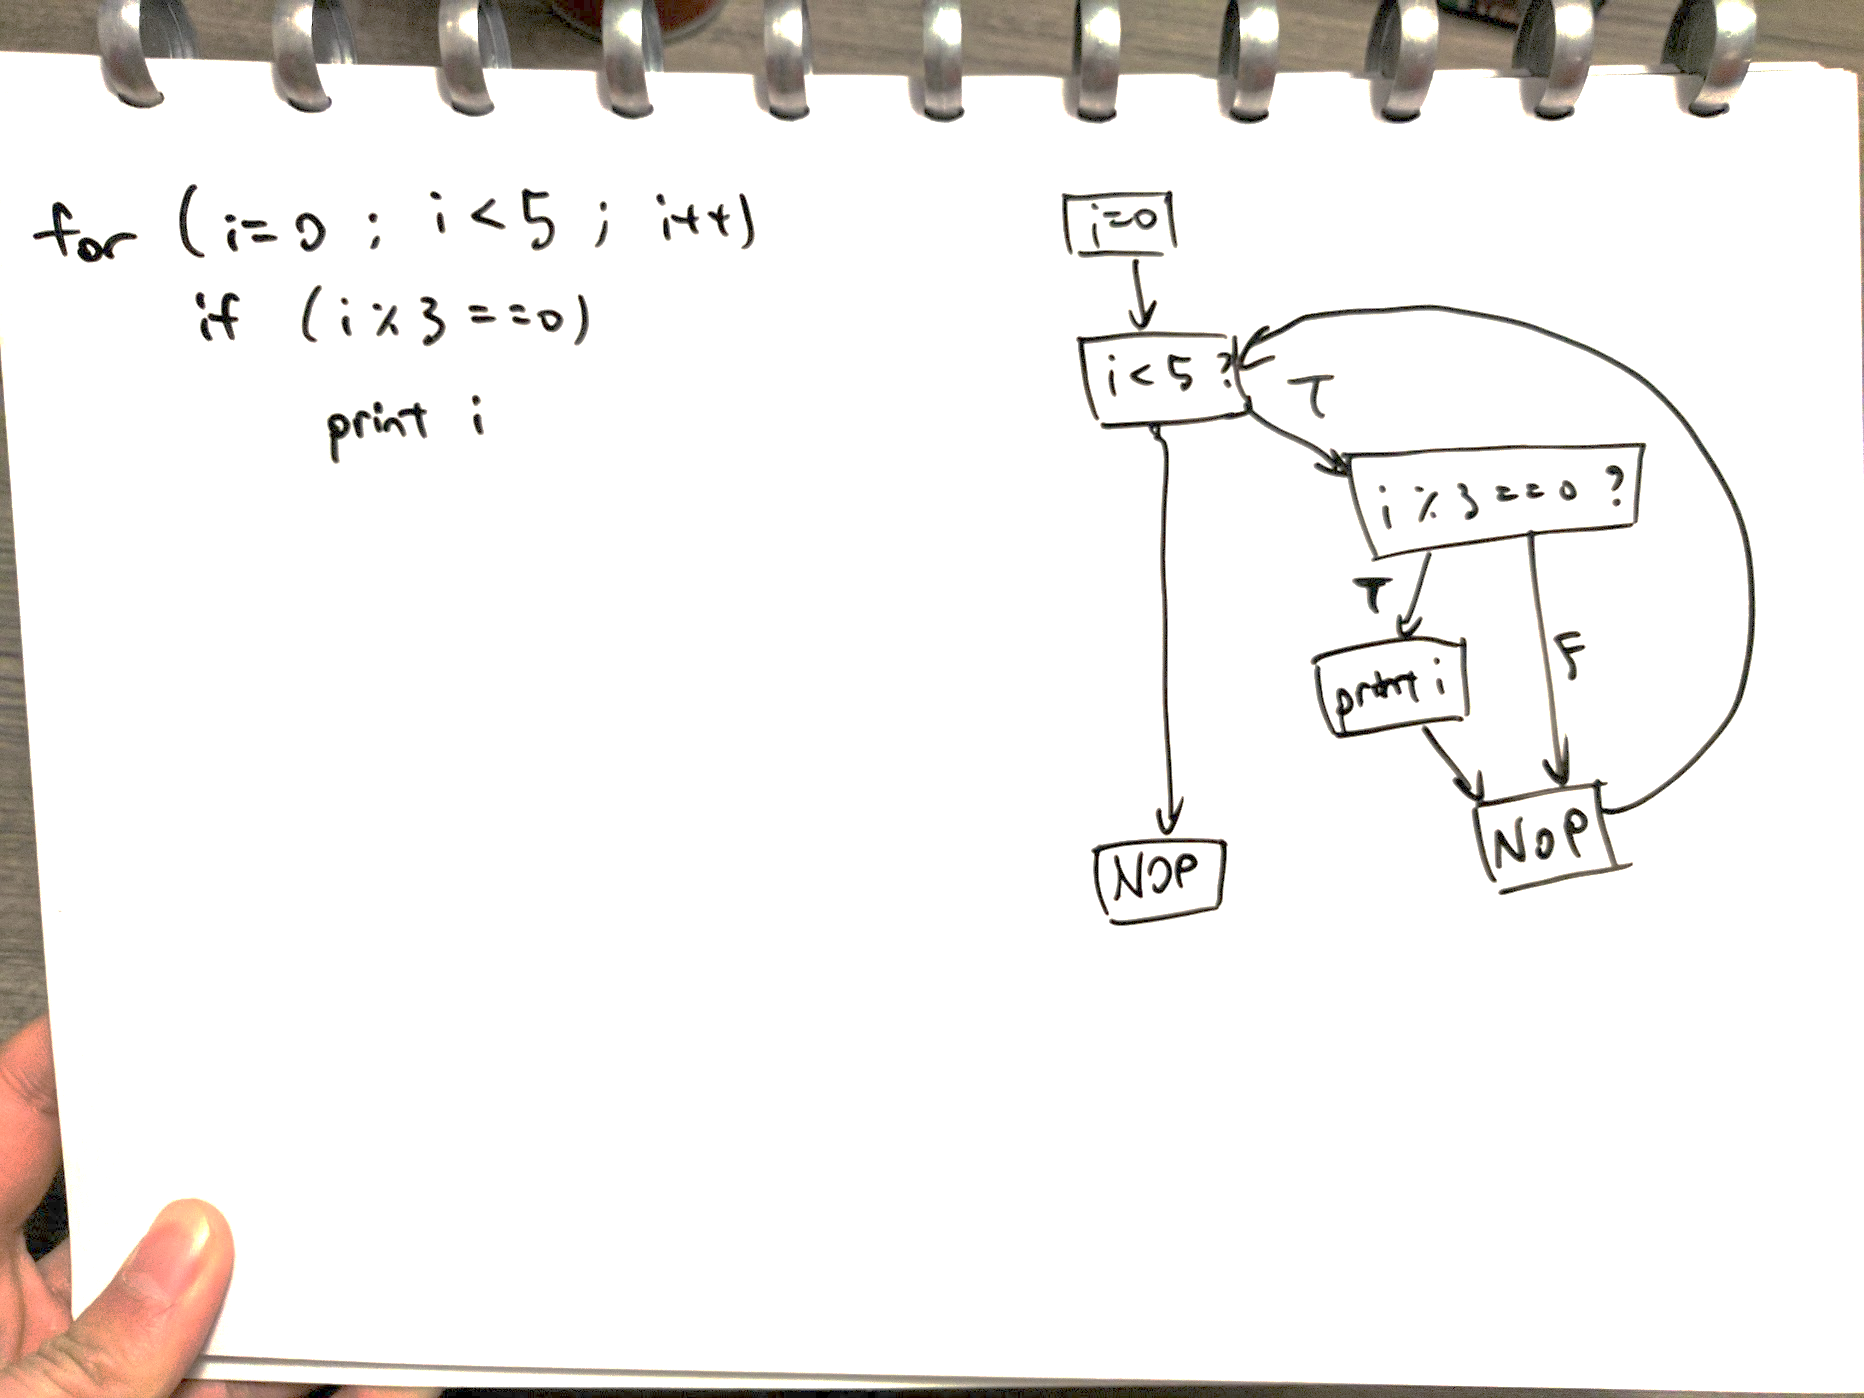 for (i=0 ; i<5 ; i++)
if (i%3==0)
print i
i=0
i<5?
T
i%3==0?
T
F
print i
NOP
NOP